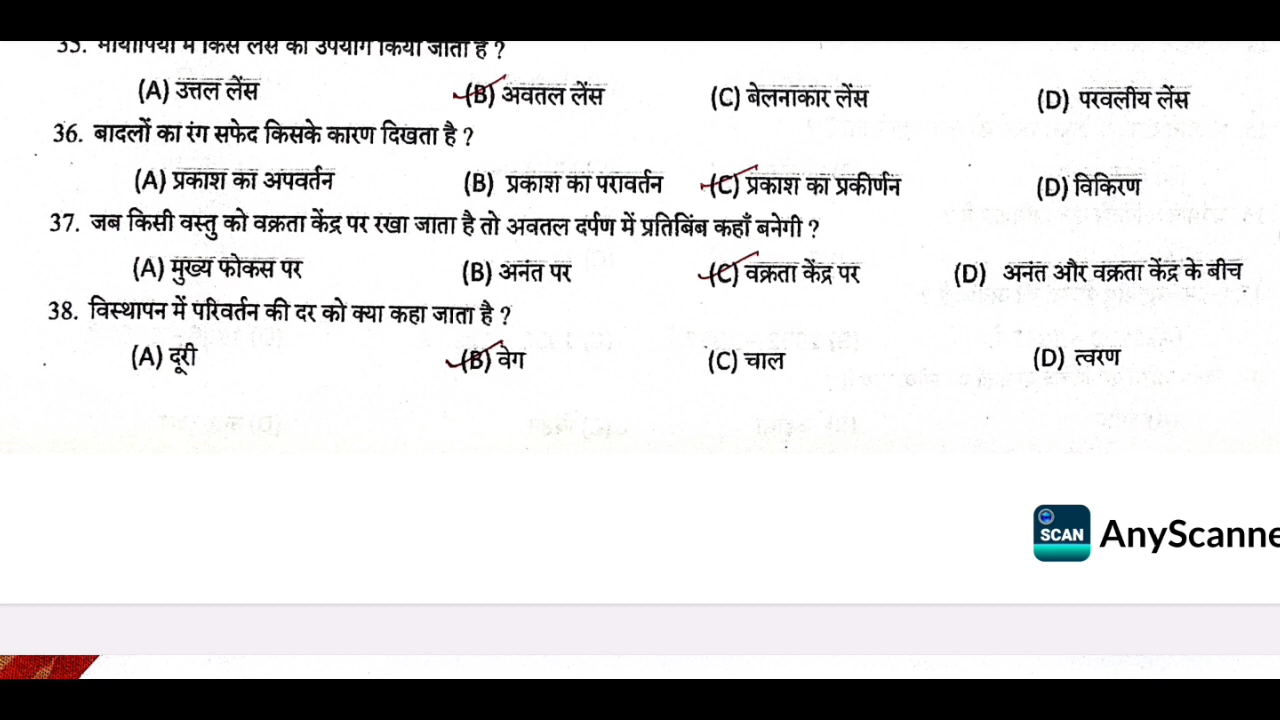 35. मायोपिया में किस लेंस का उपयोग किया जाता है ?
(A) उत्तल लेंस (B) अवतल लेंस (C) बेलनाकार लेंस (D) परवलीय लेंस
36. बादलों का रंग सफेद किसके कारण दिखता है ?
(A) प्रकाश का अपवर्तन (B) प्रकाश का परावर्तन (C) प्रकाश का प्रकीर्णन (D) विकिरण
37. जब किसी वस्तु को वक्रता केंद्र पर रखा जाता है तो अवतल दर्पण में प्रतिबिंब कहाँ बनेगी ?
(A) मुख्य फोकस पर (B) अनंत पर (C) वक्रता केंद्र पर (D) अनंत और वक्रता केंद्र के बीच
38. विस्थापन में परिवर्तन की दर को क्या कहा जाता है ?
(A) दूरी (B) वेग (C) चाल (D) त्वरण
SCAN AnyScanne